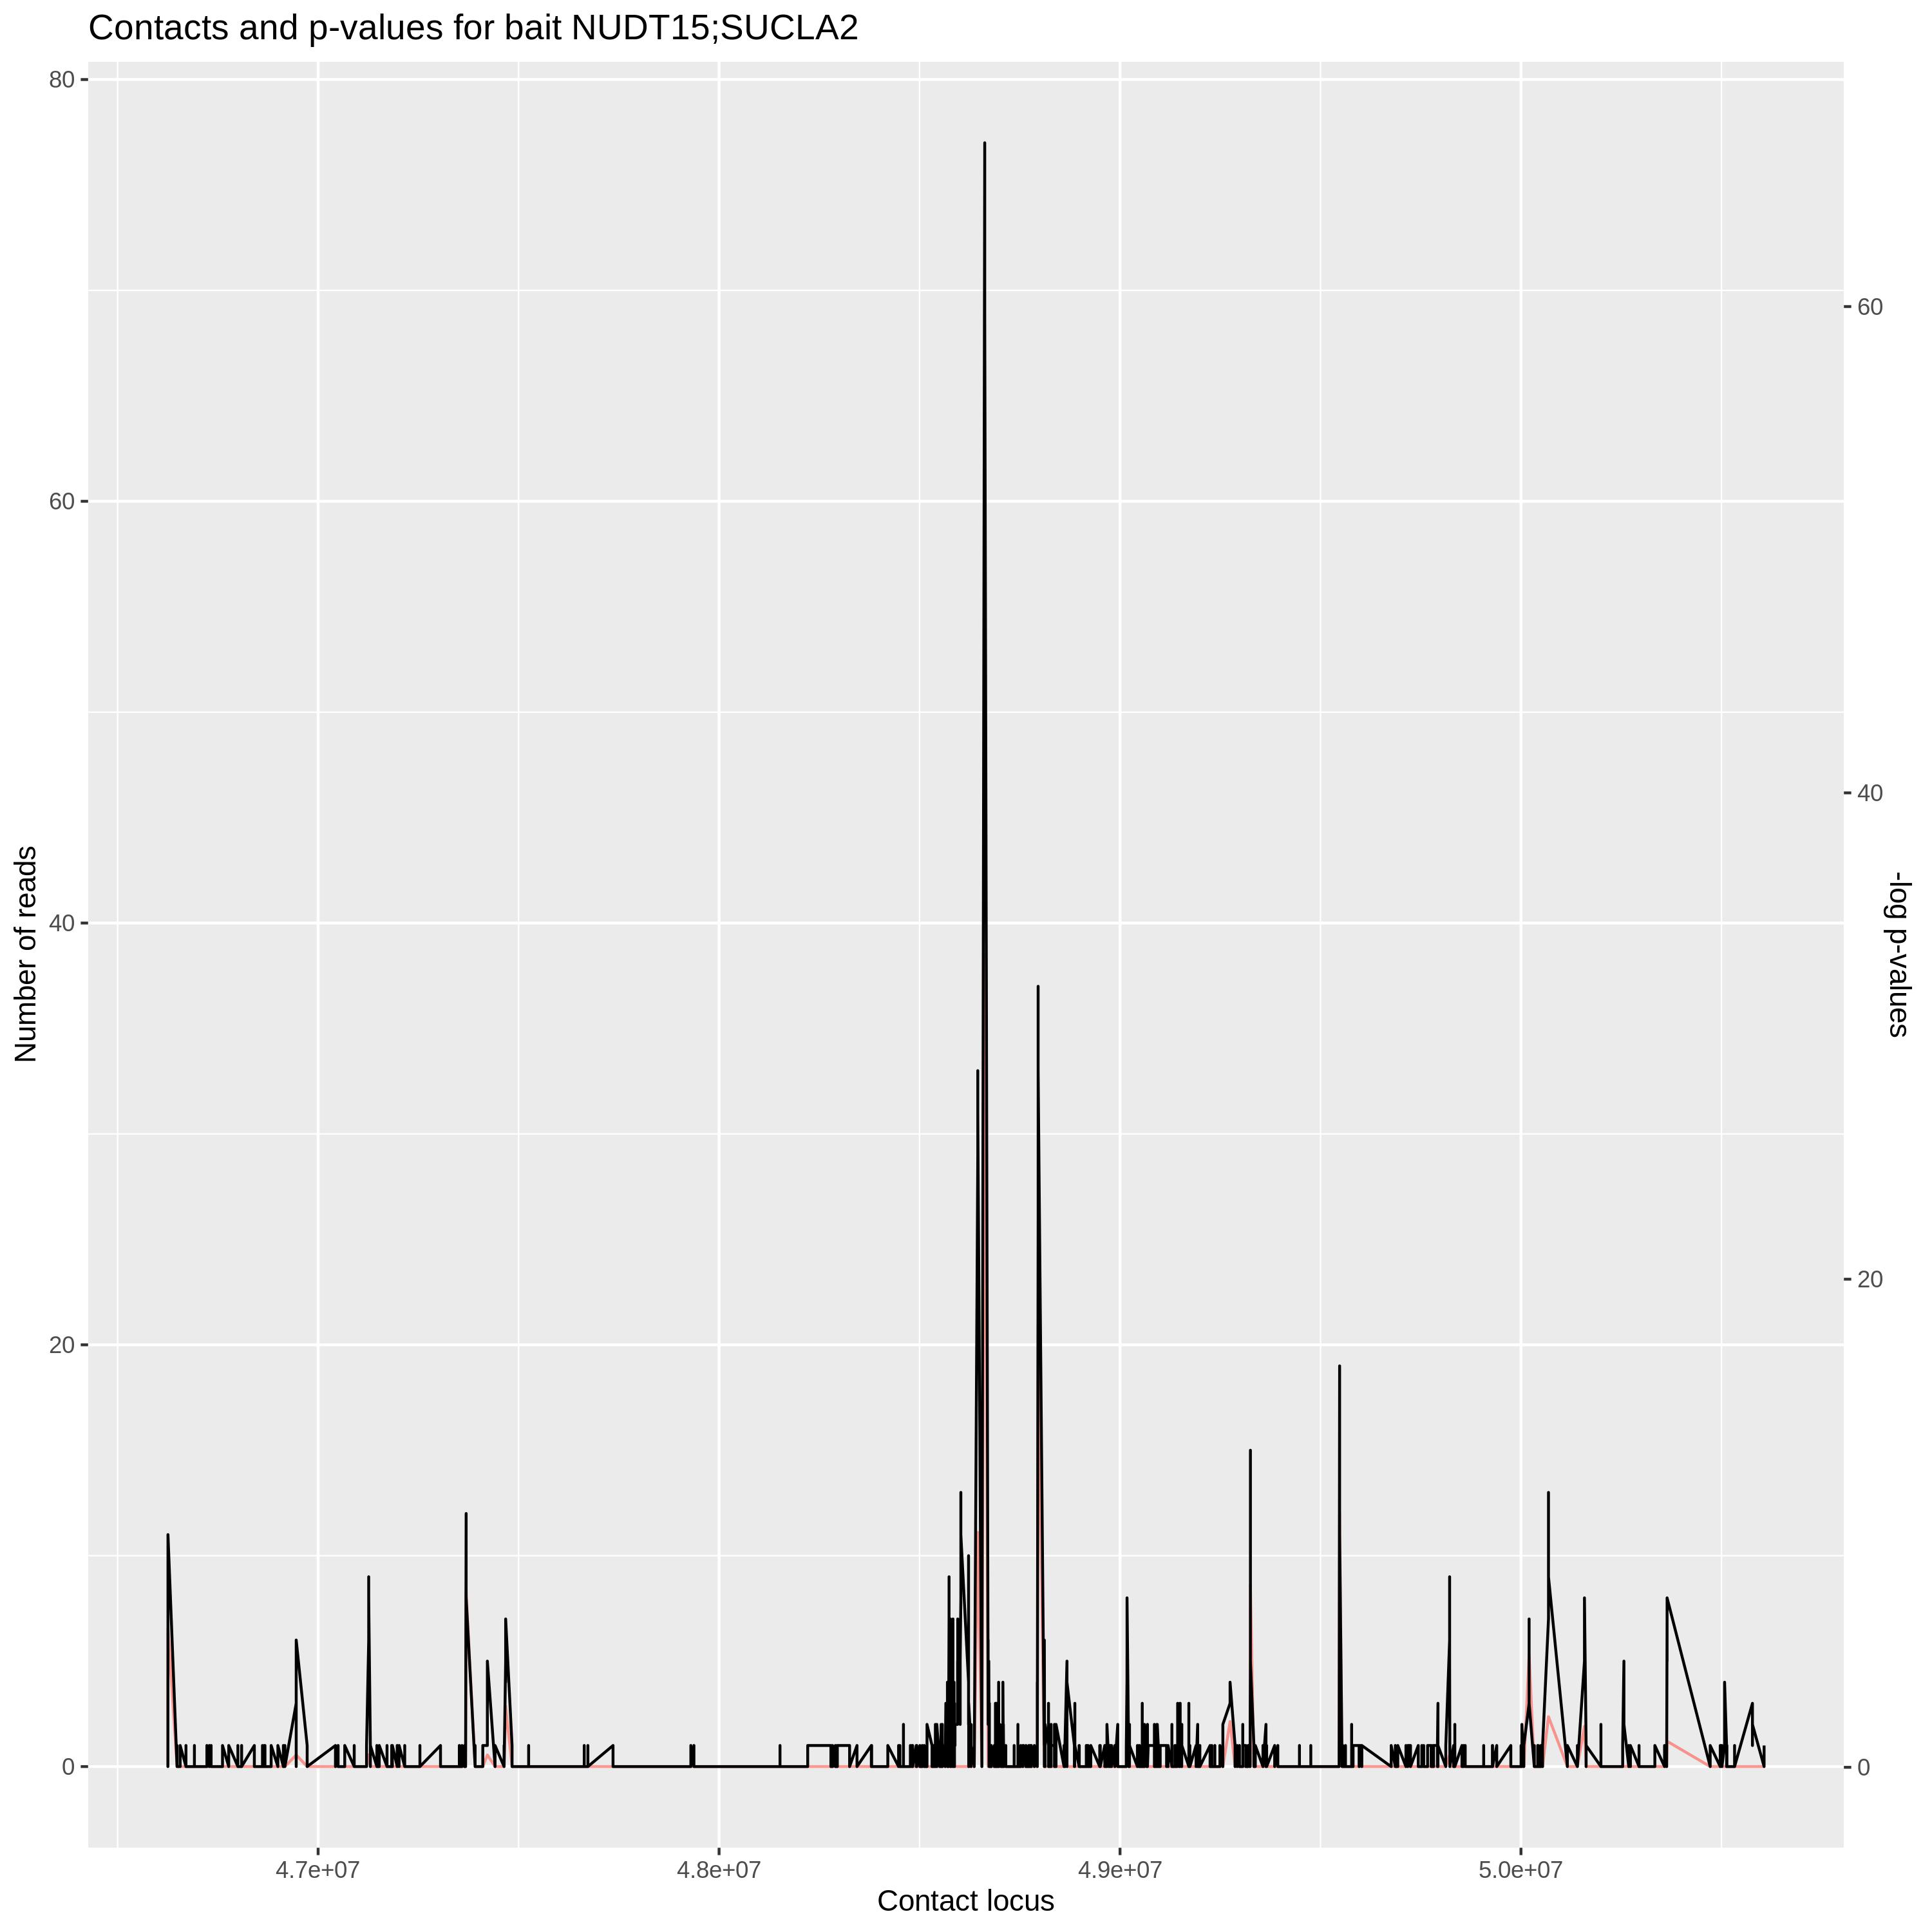 Contacts and p-values for bait NUDT15;SUCLA2
80
60
40
20
0
Number of reads
60
40
20
0
-log p-values
4.7e+07
4.8e+07
4.9e+07
5.0e+07
Contact locus